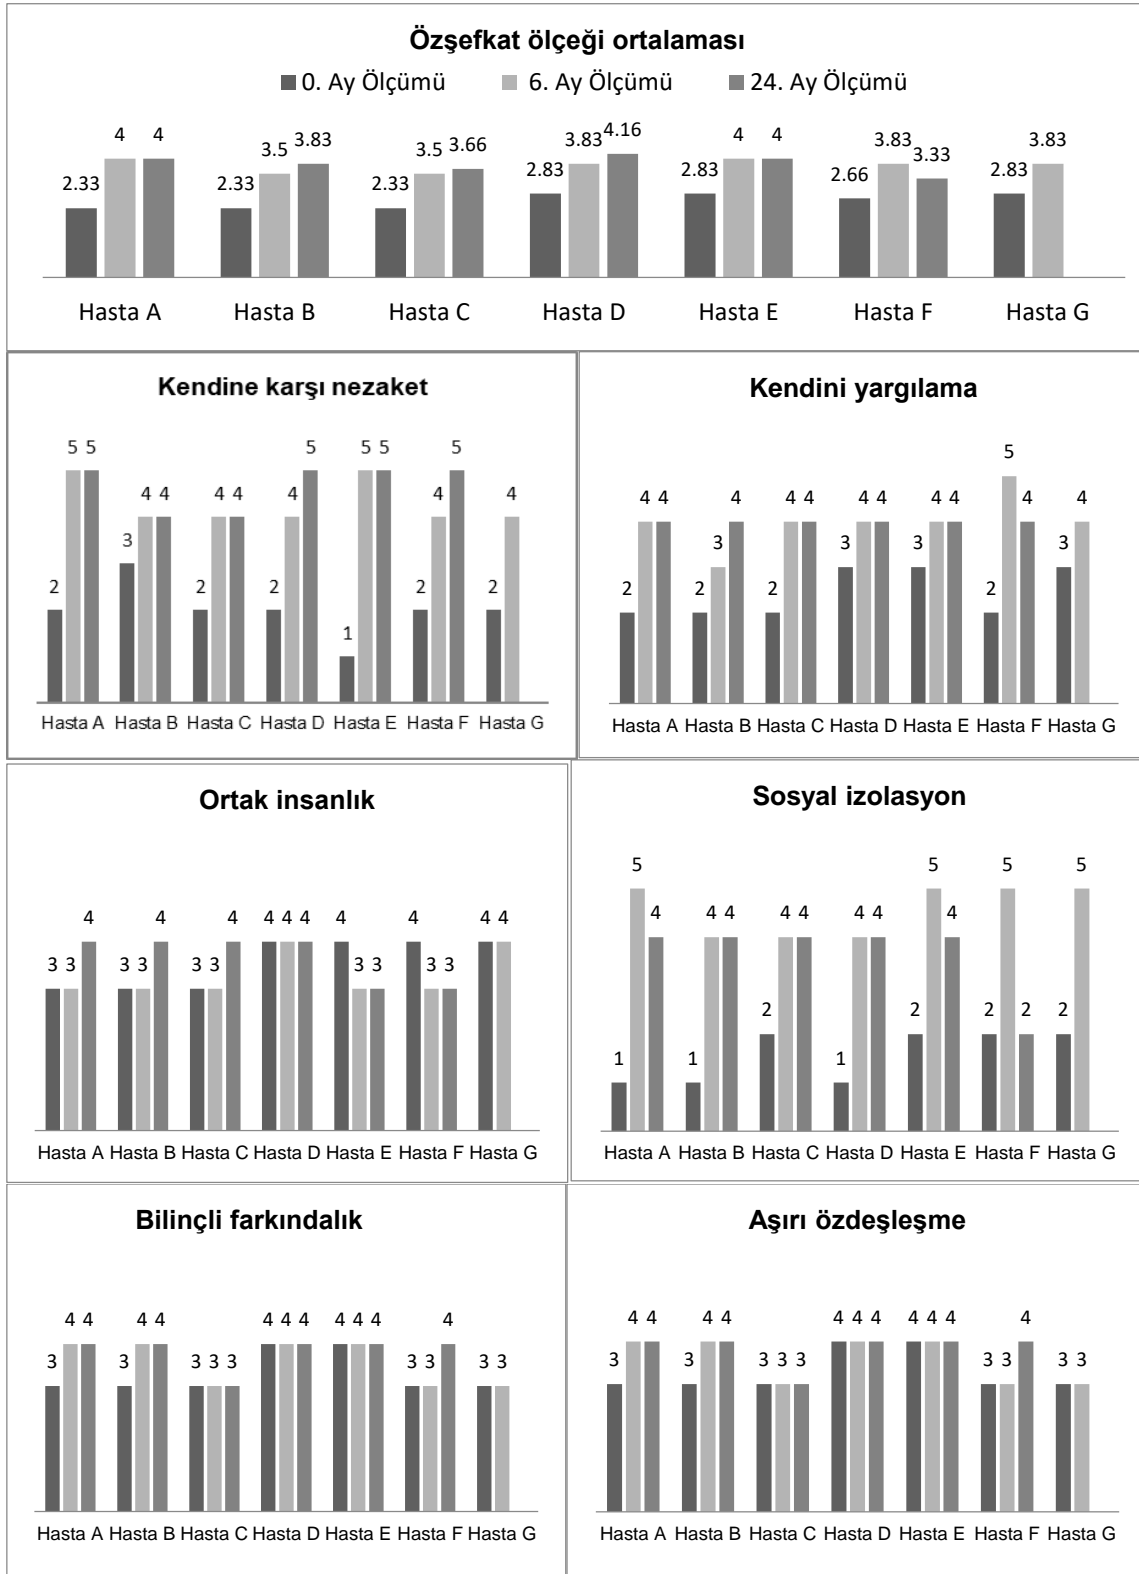 Özşefkat ölçeği ortalaması
0. Ay Ölçümü 6. Ay Ölçümü 24. Ay Ölçümü
2.33 4 4 2.33 3.5 3.83 2.33 3.5 3.66 2.83 3.83 4.16 2.83 4 4 2.66 3.83 3.33 2.83 3.83
Hasta A Hasta B Hasta C Hasta D Hasta E Hasta F Hasta G
Kendine karşı nezaket
2 5 5 3 4 4 2 4 4 2 4 5 1 5 5 2 4 5 2 4
Hasta A Hasta B Hasta C Hasta D Hasta E Hasta F Hasta G
Kendini yargılama
2 4 4 2 3 4 2 4 4 3 4 4 3 4 4 2 5 4 3 4
Hasta A Hasta B Hasta C Hasta D Hasta E Hasta F Hasta G
Ortak insanlık
3 3 4 3 3 4 3 3 4 4 4 4 4 3 3 4 3 3 4 4
Hasta A Hasta B Hasta C Hasta D Hasta E Hasta F Hasta G
Sosyal izolasyon
1 5 4 1 4 4 2 4 4 1 4 4 2 5 4 2 5 2 2 5
Hasta A Hasta B Hasta C Hasta D Hasta E Hasta F Hasta G
Bilinçli farkındalık
3 4 4 3 4 4 3 3 3 4 4 4 4 4 4 3 3 4 3 3
Hasta A Hasta B Hasta C Hasta D Hasta E Hasta F Hasta G
Aşırı özdeşleşme
3 4 4 3 4 4 3 3 3 4 4 4 4 4 4 3 3 4 3 3
Hasta A Hasta B Hasta C Hasta D Hasta E Hasta F Hasta G